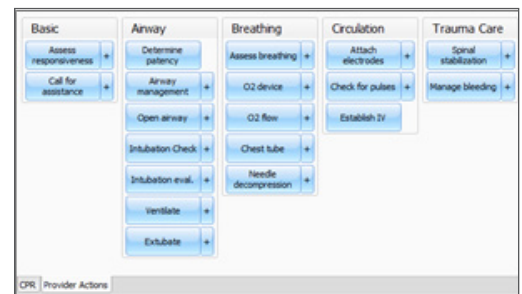 Basic
Assess
responsiveness +
Call for
assistance +
Airway
Determine
patency
Airway
management +
Open airway +
Intubation Check +
Intubation eval. +
Ventilate +
Extubate +
Breathing
Assess breathing +
O2 device +
O2 flow +
Chest tube +
Needle
decompression +
Circulation
Attach
electrodes +
Check for pulses +
Establish IV
Trauma Care
Spinal
stabilization +
Manage bleeding +
CPR Provider Actions